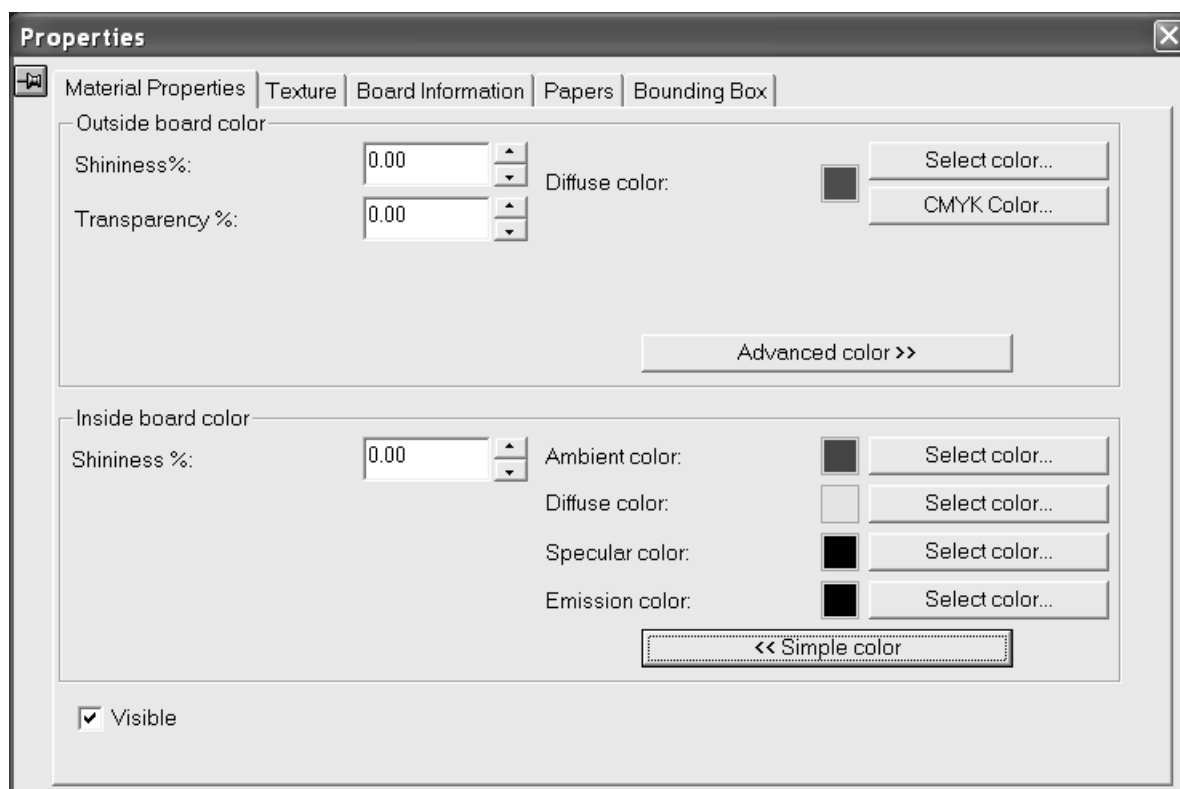 Properties
Material Properties Texture Board Information Papers Bounding Box
Outside board color
Shininess%: 0.00 Diffuse color: Select color...
CMYK Color...
Transparency %: 0.00
Advanced color >>
Inside board color
Shininess %: 0.00 Ambient color: Select color...
Diffuse color: Select color...
Specular color: Select color...
Emission color: Select color...
<< Simple color
Visible